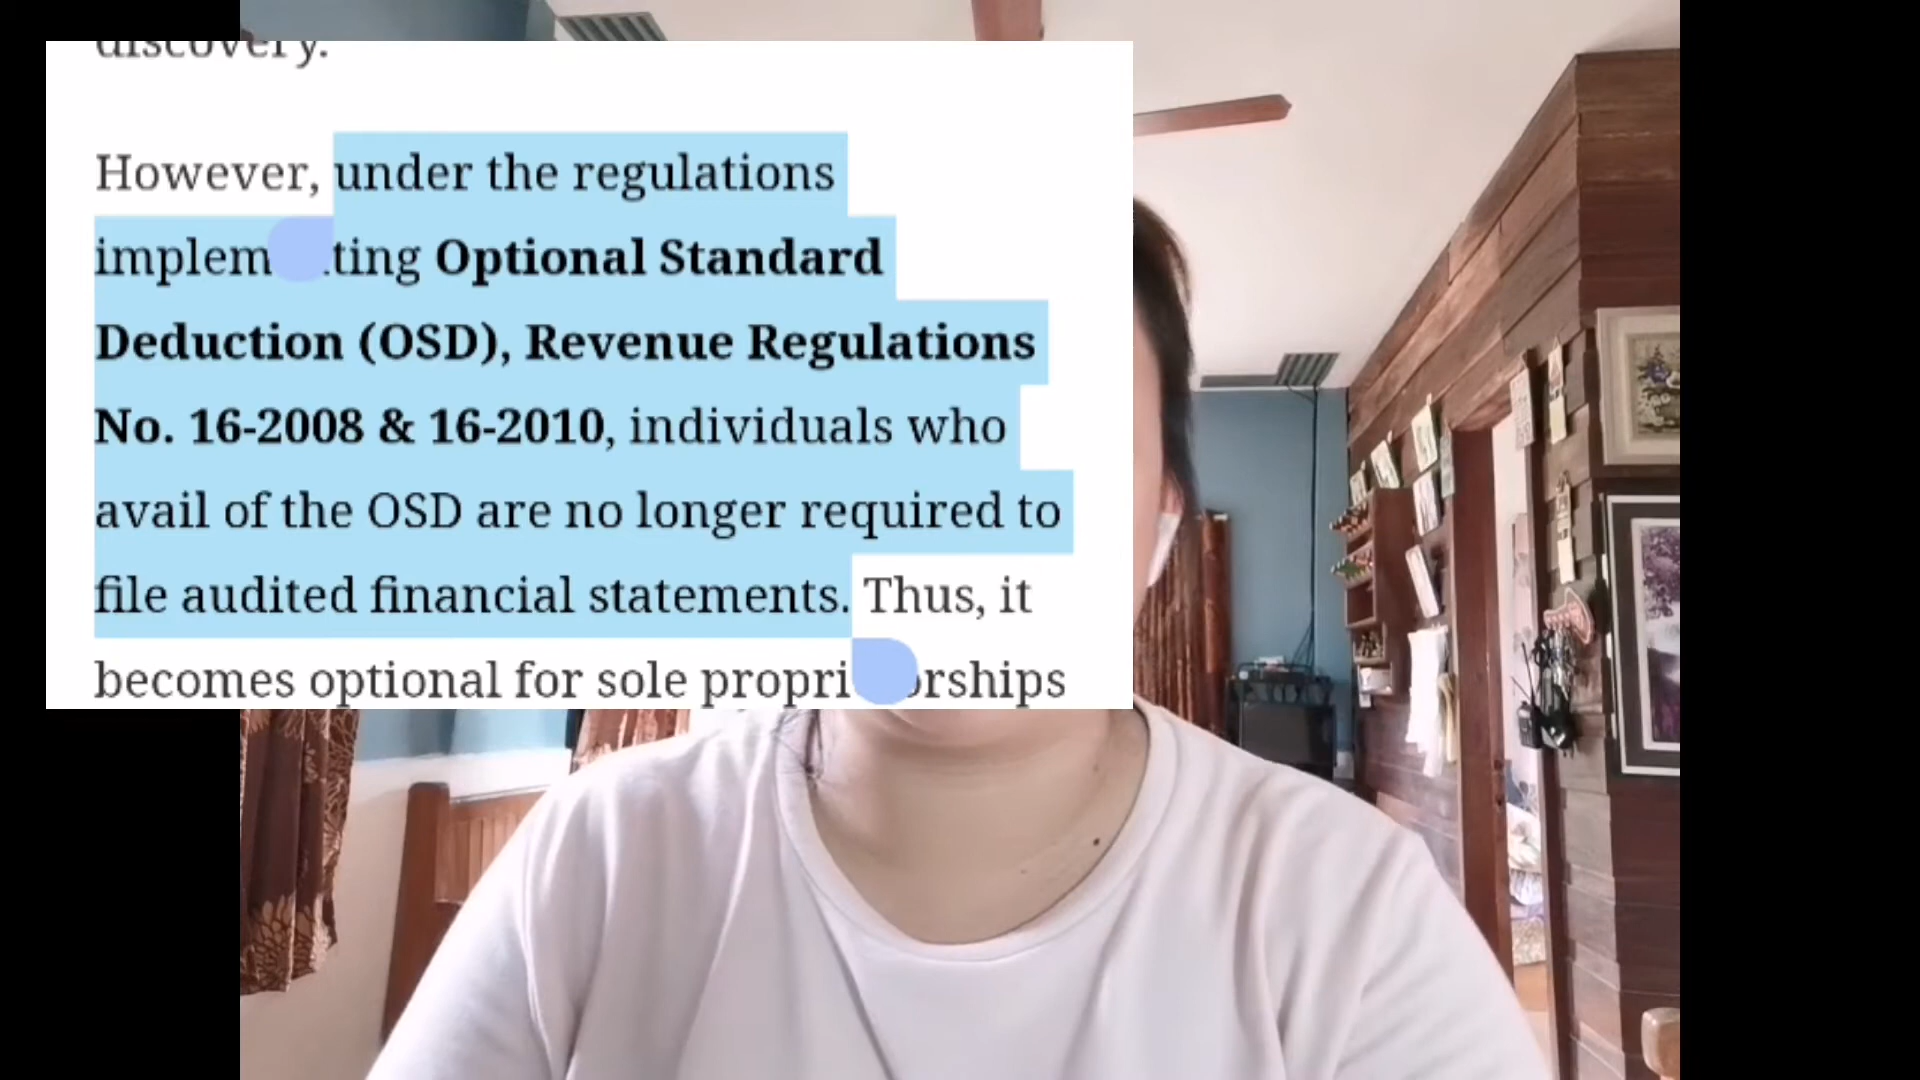 discovery.
However, under the regulations
implem ting Optional Standard
Deduction (OSD), Revenue Regulations
No. 16-2008 & 16-2010, individuals who
avail of the OSD are no longer required to
file audited financial statements. Thus, it
becomes optional for sole propri orships